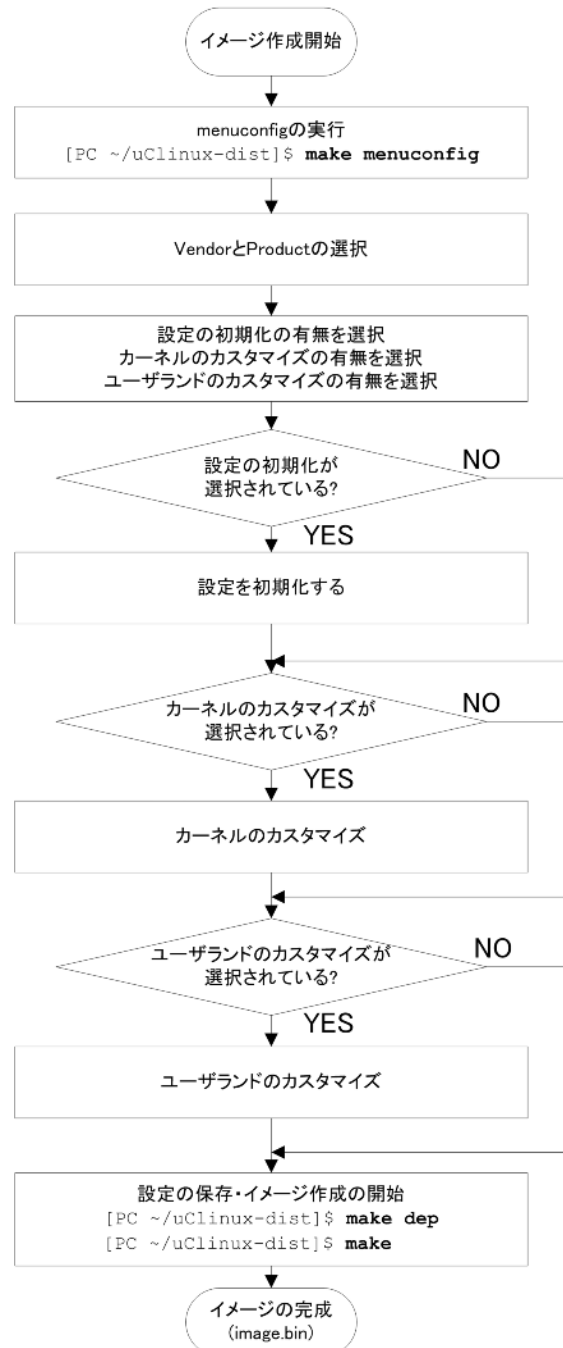 イメージ作成開始
menuconfigの実行
[PC ~/uClinux-dist]$ make menuconfig
VendorとProductの選択
設定の初期化の有無を選択
カーネルのカスタマイズの有無を選択
ユーザランドのカスタマイズの有無を選択
設定の初期化が
選択されている?
NO
YES
設定を初期化する
カーネルのカスタマイズが
選択されている?
NO
YES
カーネルのカスタマイズ
ユーザランドのカスタマイズが
選択されている?
NO
YES
ユーザランドのカスタマイズ
設定の保存・イメージ作成の開始
[PC ~/uClinux-dist]$ make dep
[PC ~/uClinux-dist]$ make
イメージの完成
(image.bin)